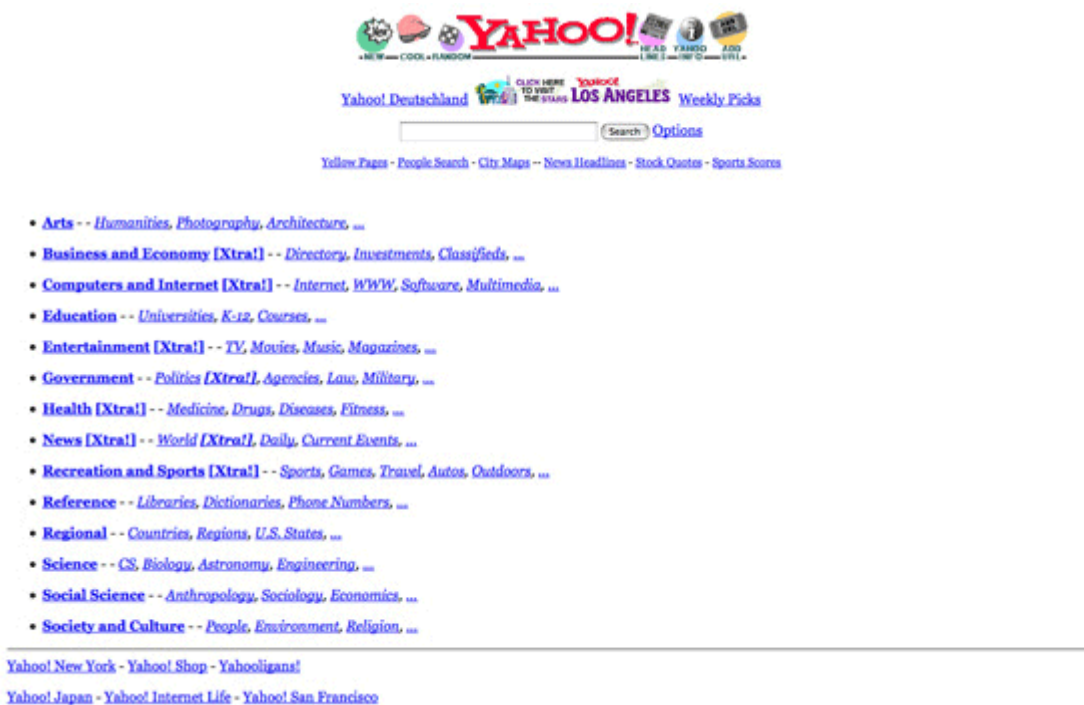 New YAHOO!
NEW COOL RANDOM HEAD LINES YAHOO INFO ADD URL
Yahoo! Deutschland CLICK HERE TO VISIT THE STARS YAHOO! LOS ANGELES Weekly Picks
Search Options
Yellow Pages - People Search - City Maps -- News Headlines - Stock Quotes - Sports Scores
• Arts - - Humanities, Photography, Architecture, ...
• Business and Economy [Xtra!] - - Directory, Investments, Classifieds, ...
• Computers and Internet [Xtra!] - - Internet, WWW, Software, Multimedia, ...
• Education - - Universities, K-12, Courses, ...
• Entertainment [Xtra!] - - TV, Movies, Music, Magazines, ...
• Government - - Politics [Xtra!], Agencies, Law, Military, ...
• Health [Xtra!] - - Medicine, Drugs, Diseases, Fitness, ...
• News [Xtra!] - - World [Xtra!], Daily, Current Events, ...
• Recreation and Sports [Xtra!] - - Sports, Games, Travel, Autos, Outdoors, ...
• Reference - - Libraries, Dictionaries, Phone Numbers, ...
• Regional - - Countries, Regions, U.S. States, ...
• Science - - CS, Biology, Astronomy, Engineering, ...
• Social Science - - Anthropology, Sociology, Economics, ...
• Society and Culture - - People, Environment, Religion, ...
Yahoo! New York - Yahoo! Shop - Yahooligans!
Yahoo! Japan - Yahoo! Internet Life - Yahoo! San Francisco